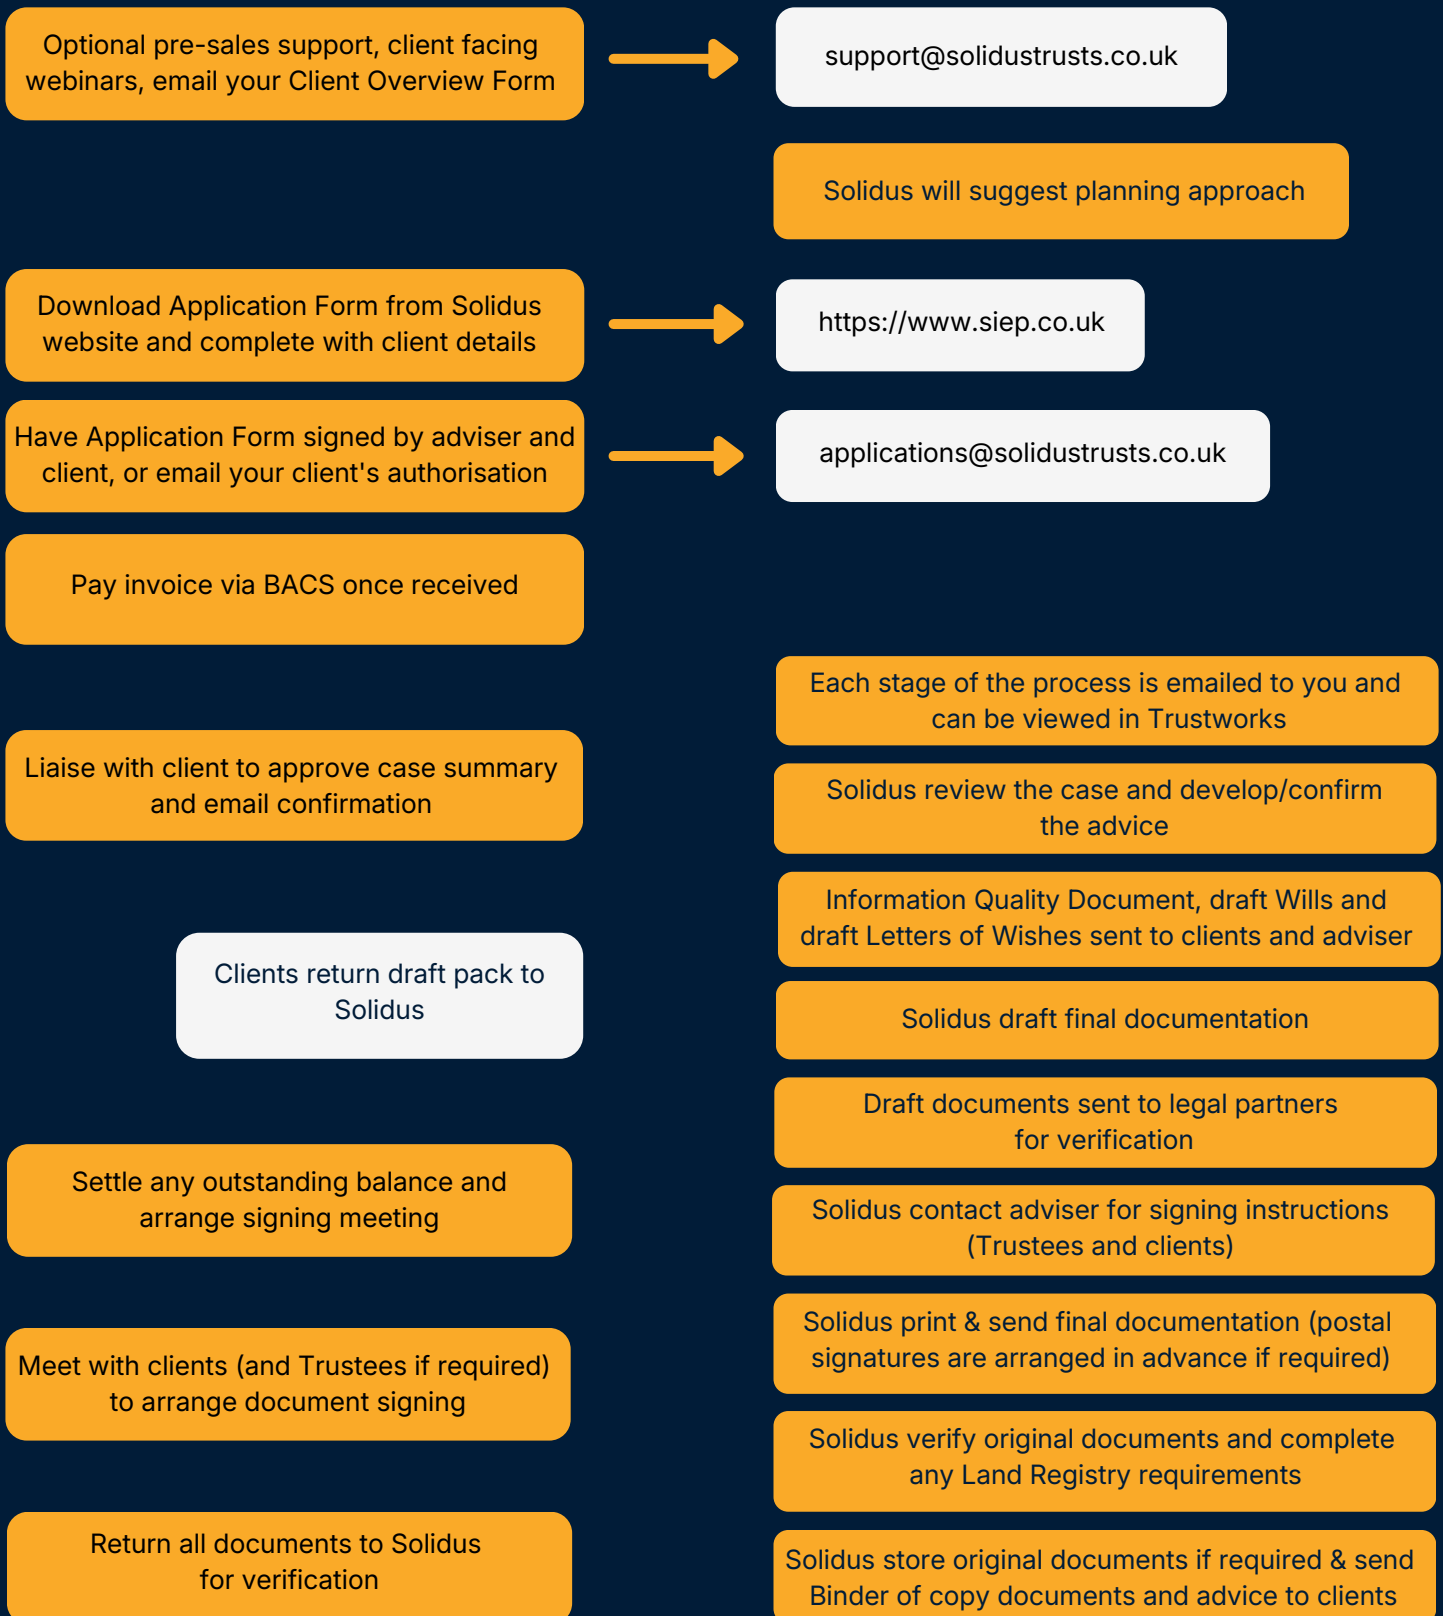 Optional pre-sales support, client facing
webinars, email your Client Overview Form
support@solidustrusts.co.uk
Solidus will suggest planning approach
Download Application Form from Solidus
website and complete with client details
https://www.siep.co.uk
Have Application Form signed by adviser and
client, or email your client's authorisation
applications@solidustrusts.co.uk
Pay invoice via BACS once received
Each stage of the process is emailed to you and
can be viewed in Trustworks
Liaise with client to approve case summary
and email confirmation
Solidus review the case and develop/confirm
the advice
Information Quality Document, draft Wills and
draft Letters of Wishes sent to clients and adviser
Clients return draft pack to
Solidus
Solidus draft final documentation
Draft documents sent to legal partners
for verification
Settle any outstanding balance and
arrange signing meeting
Solidus contact adviser for signing instructions
(Trustees and clients)
Solidus print & send final documentation (postal
signatures are arranged in advance if required)
Meet with clients (and Trustees if required)
to arrange document signing
Solidus verify original documents and complete
any Land Registry requirements
Return all documents to Solidus
for verification
Solidus store original documents if required & send
Binder of copy documents and advice to clients